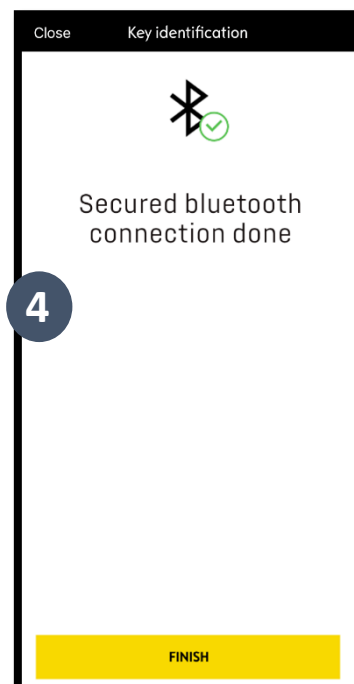 Close Key identification
Secured bluetooth
connection done
4
FINISH